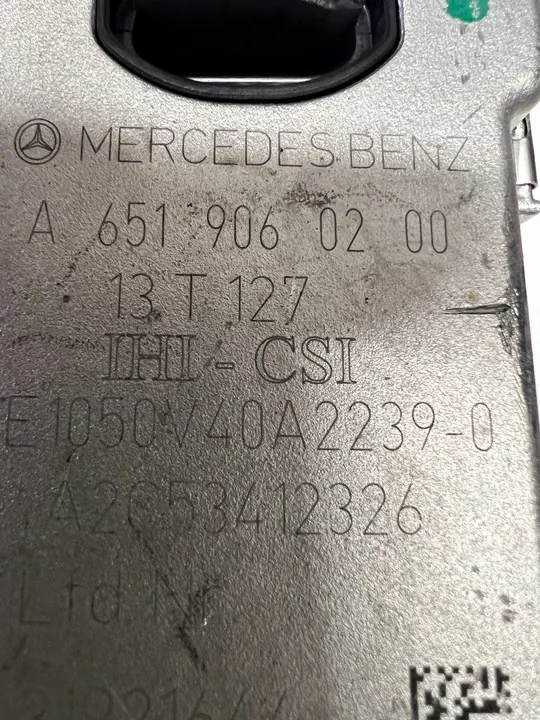 MERCEDES BENZ
A 651 906 02 00
13 T 127
IHI - CSI
E1050V40A2239-0
A2C53412326
Lfd.Nr